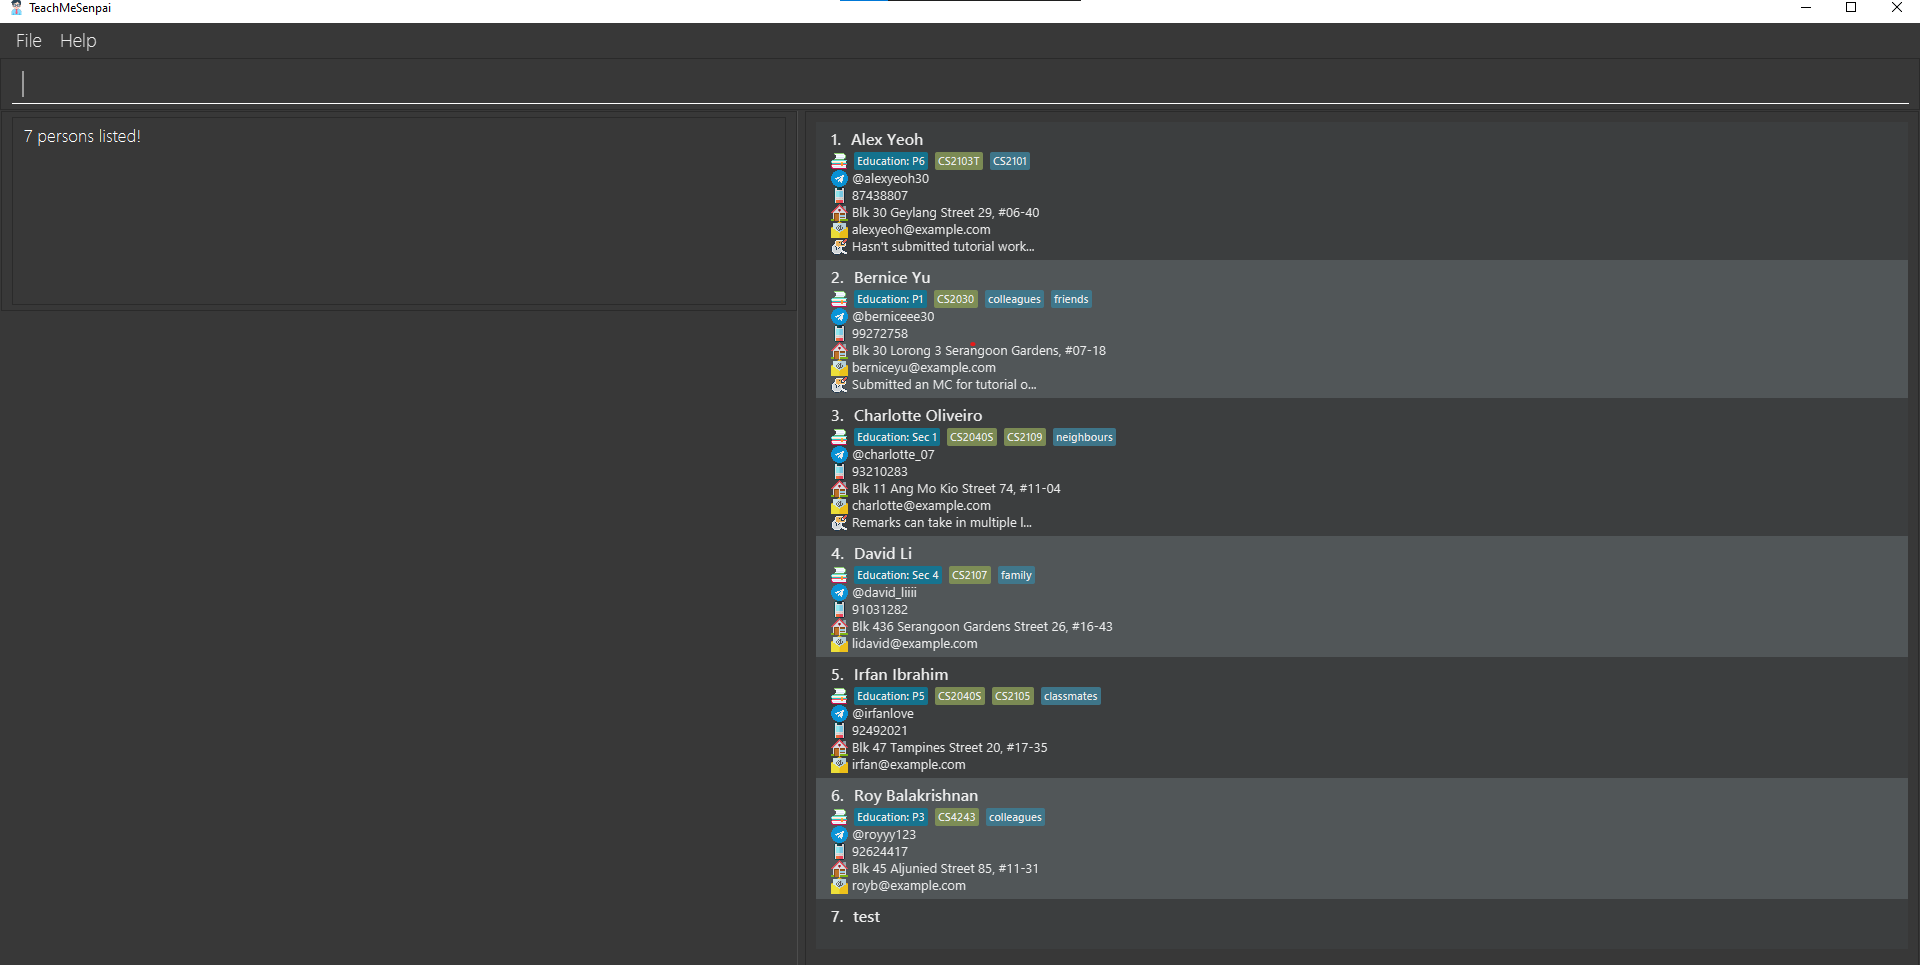 TeachMeSenpai
File Help
7 persons listed!
1. Alex Yeoh
Education: P6 CS2103T CS2101
@alexyeoh30
87438807
Blk 30 Geylang Street 29, #06-40
alexyeoh@example.com
Hasn't submitted tutorial work...
2. Bernice Yu
Education: P1 CS2030 colleagues friends
@berniceee30
99272758
Blk 30 Lorong 3 Serangoon Gardens, #07-18
berniceyu@example.com
Submitted an MC for tutorial o...
3. Charlotte Oliveiro
Education: Sec 1 CS2040S CS2109 neighbours
@charlotte_07
93210283
Blk 11 Ang Mo Kio Street 74, #11-04
charlotte@example.com
Remarks can take in multiple l...
4. David Li
Education: Sec 4 CS2107 family
@david_liiii
91031282
Blk 436 Serangoon Gardens Street 26, #16-43
lidavid@example.com
5. Irfan Ibrahim
Education: P5 CS2040S CS2105 classmates
@irfanlove
92492021
Blk 47 Tampines Street 20, #17-35
irfan@example.com
6. Roy Balakrishnan
Education: P3 CS4243 colleagues
@royyy123
92624417
Blk 45 Aljunied Street 85, #11-31
royb@example.com
7. test